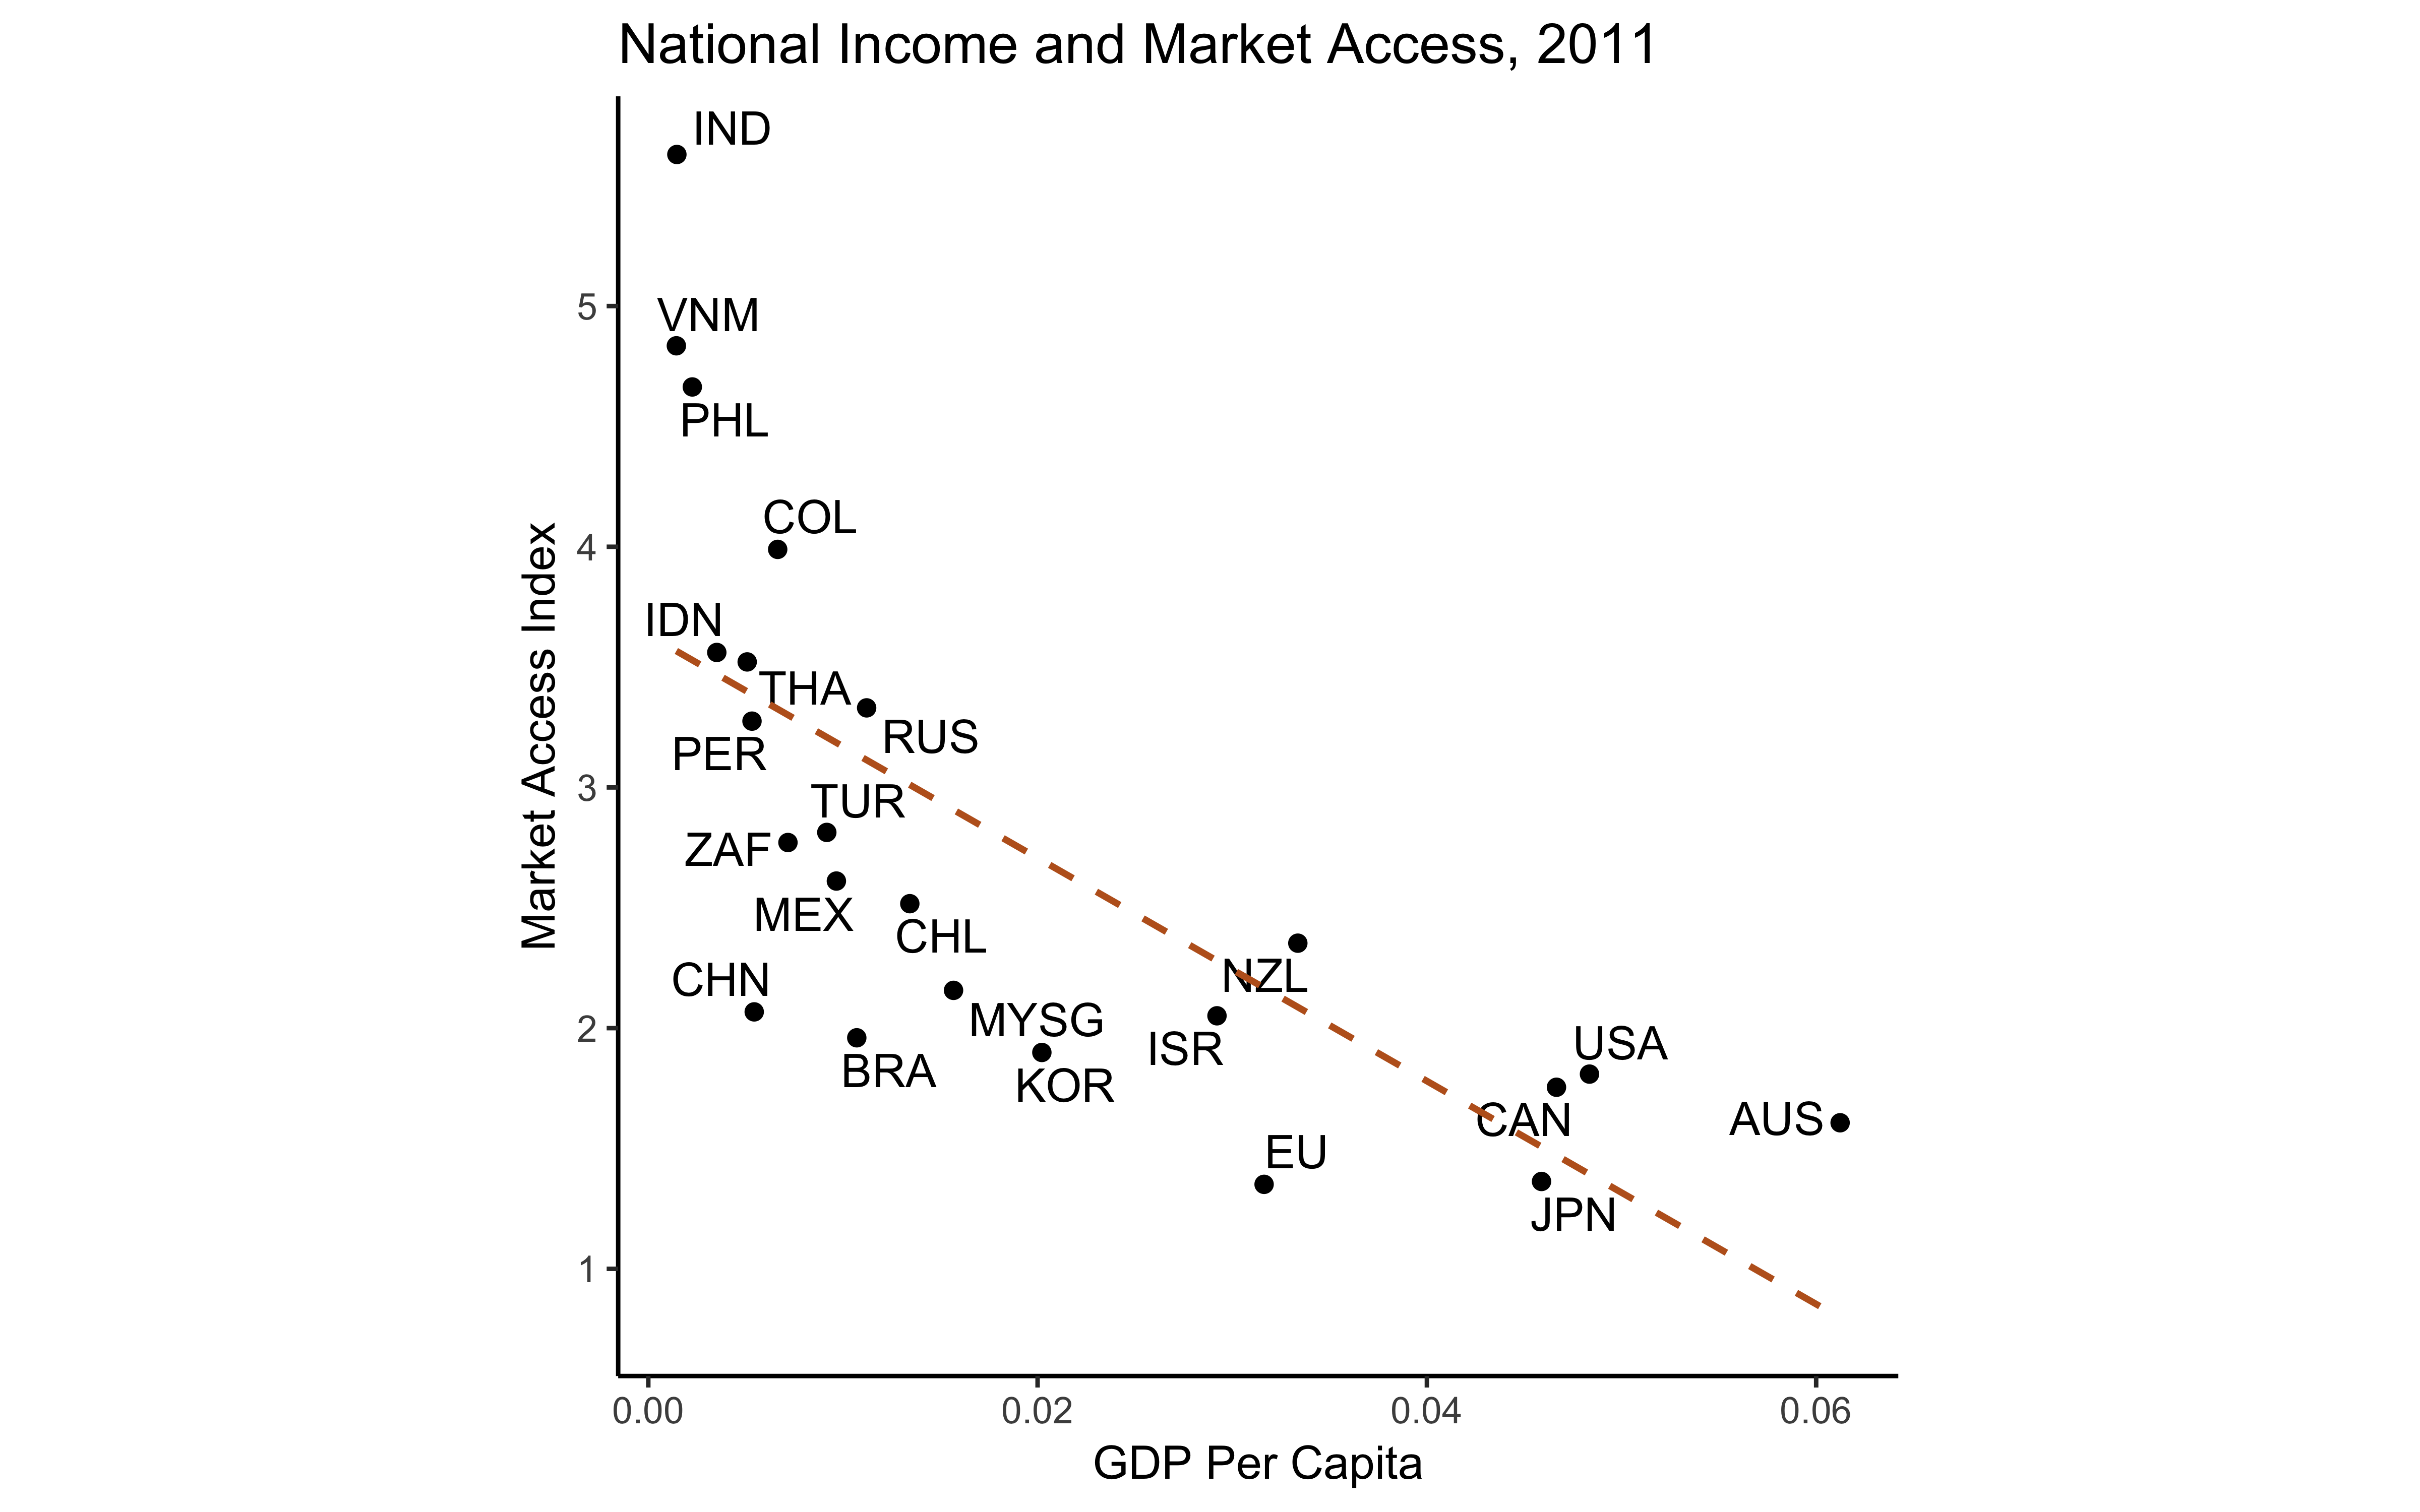 National Income and Market Access, 2011
IND
5
VNM
PHL
COL
4
IDN
THA
RUS
PER
3
TUR
ZAF
MEX
CHL
CHN
NZL
2
MYSG
ISR
USA
BRA
KOR
CAN
AUS
EU
JPN
1
Market Access Index
0.00
0.02
0.04
0.06
GDP Per Capita